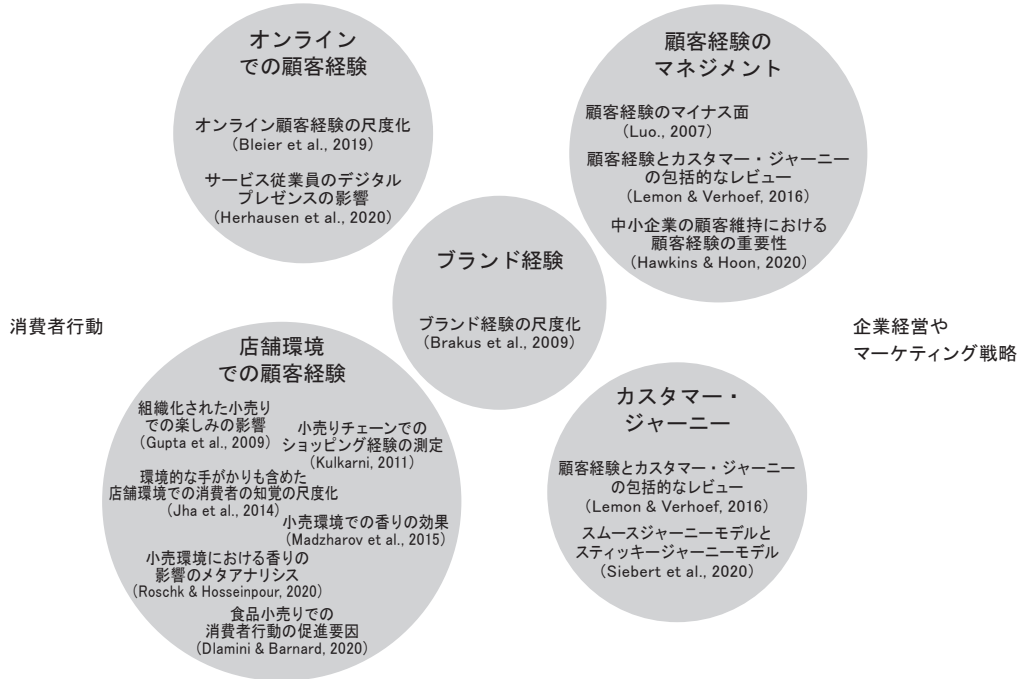 オンライン
での顧客経験
オンライン顧客経験の尺度化
(Bleier et al., 2019)
サービス従業員のデジタル
プレゼンスの影響
(Herhausen et al., 2020)
顧客経験の
マネジメント
顧客経験のマイナス面
(Luo., 2007)
顧客経験とカスタマー・ジャーニー
の包括的なレビュー
(Lemon & Verhoef, 2016)
中小企業の顧客維持における
顧客経験の重要性
(Hawkins & Hoon, 2020)
ブランド経験
ブランド経験の尺度化
(Brakus et al., 2009)
消費者行動
企業経営や
マーケティング戦略
店舗環境
での顧客経験
組織化された小売り
での楽しみの影響
(Gupta et al., 2009)
小売りチェーンでの
ショッピング経験の測定
(Kulkarni, 2011)
環境的な手がかりも含めた
店舗環境での消費者の知覚の尺度化
(Jha et al., 2014)
小売環境での香りの効果
(Madzharov et al., 2015)
小売環境における香りの
影響のメタアナリシス
(Roschk & Hosseinpour, 2020)
食品小売りでの
消費者行動の促進要因
(Dlamini & Barnard, 2020)
カスタマー・
ジャーニー
顧客経験とカスタマー・ジャーニー
の包括的なレビュー
(Lemon & Verhoef, 2016)
スムースジャーニーモデルと
スティッキージャーニーモデル
(Siebert et al., 2020)